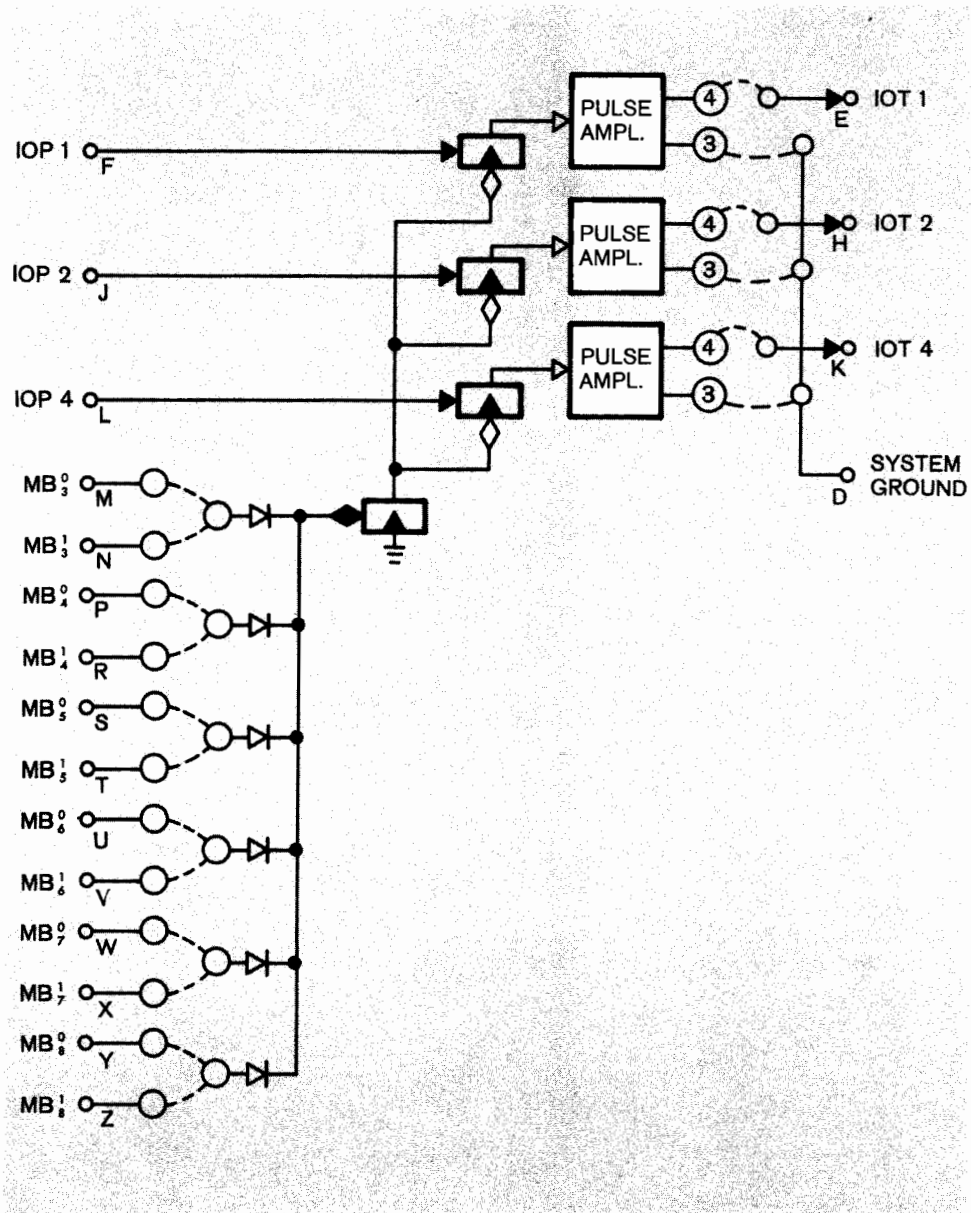 PULSE AMPL.
4
3
IOT 1
E
IOP 1
F
PULSE AMPL.
4
3
IOT 2
H
IOP 2
J
PULSE AMPL.
4
3
IOT 4
K
IOP 4
L
SYSTEM GROUND
D
MB⁰₃ M
MB¹₃ N
MB⁰₄ P
MB¹₄ R
MB⁰₅ S
MB¹₅ T
MB⁰₆ U
MB¹₆ V
MB⁰₇ W
MB¹₇ X
MB⁰₈ Y
MB¹₈ Z